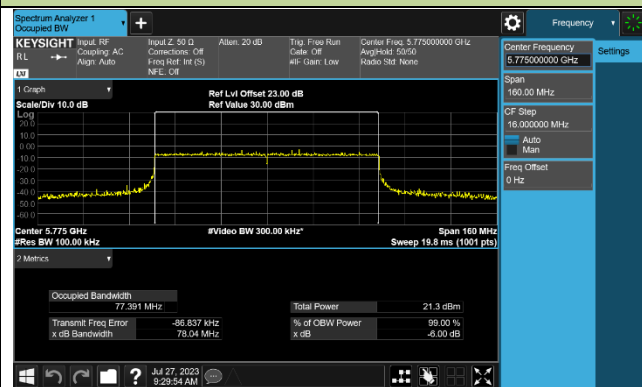 Spectrum Analyzer 1
Occupied BW
Frequency
KEYSIGHT
RL
LXI
Input: RF
Coupling: AC
Align: Auto
Input Z: 50 Ω
Corrections: Off
Freq Ref: Int (S)
NFE: Off
Atten: 20 dB
Trig: Free Run
Gate: Off
#IF Gain: Low
Center Freq: 5.775000000 GHz
Avg|Hold: 50/50
Radio Std: None
Center Frequency
5.775000000 GHz
Settings
Span
160.00 MHz
CF Step
16.000000 MHz
Auto
Man
Freq Offset
0 Hz
1 Graph
Scale/Div 10.0 dB
Ref Lvl Offset 23.00 dB
Ref Value 30.00 dBm
Log
20.0
10.0
0.00
-10.0
-20.0
-30.0
-40.0
-50.0
-60.0
Center 5.775 GHz
#Res BW 100.00 kHz
#Video BW 300.00 kHz*
Span 160 MHz
Sweep 19.8 ms (1001 pts)
2 Metrics
Occupied Bandwidth
77.391 MHz
Total Power 21.3 dBm
Transmit Freq Error -86.837 kHz
% of OBW Power 99.00 %
x dB Bandwidth 78.04 MHz
x dB -6.00 dB
Jul 27, 2023
9:29:54 AM